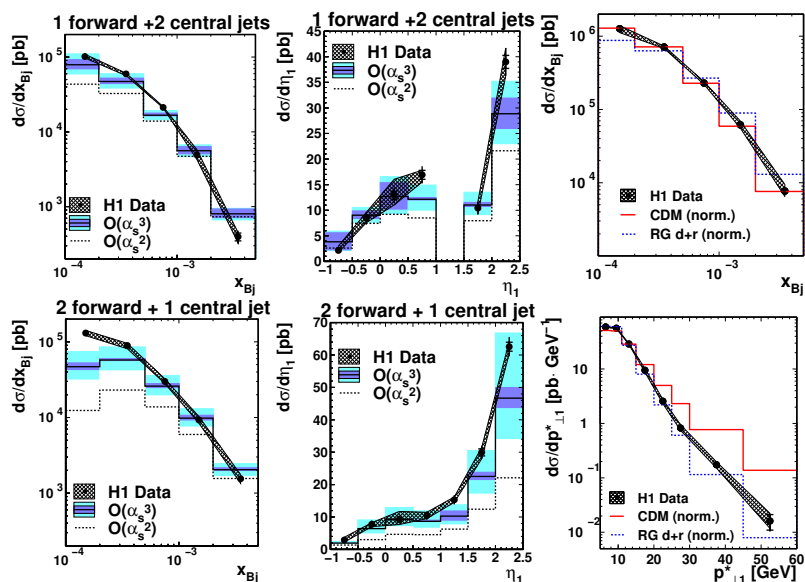 1 forward +2 central jets
dσ/dx_Bj [pb]
10^5
10^4
10^3
H1 Data
O(α_s^3)
O(α_s^2)
10^-4
10^-3
x_Bj
1 forward +2 central jets
dσ/dη_1 [pb]
45
40
35
30
25
20
15
10
5
0
H1 Data
O(α_s^3)
O(α_s^2)
-1 -0.5 0 0.5 1 1.5 2 2.5
η_1
dσ/dx_Bj [pb]
10^6
10^5
10^4
H1 Data
CDM (norm.)
RG d+r (norm.)
10^-4
10^-3
x_Bj
2 forward + 1 central jet
dσ/dx_Bj [pb]
10^5
10^4
10^3
H1 Data
O(α_s^3)
O(α_s^2)
10^-4
10^-3
x_Bj
2 forward + 1 central jet
dσ/dη_1 [pb]
70
60
50
40
30
20
10
0
H1 Data
O(α_s^3)
O(α_s^2)
-1 -0.5 0 0.5 1 1.5 2 2.5
η_1
dσ/dp*_⊥1 [pb· GeV^-1]
10^2
10
1
10^-1
10^-2
H1 Data
CDM (norm.)
RG d+r (norm.)
10 20 30 40 50 60
p*_⊥1 [GeV]